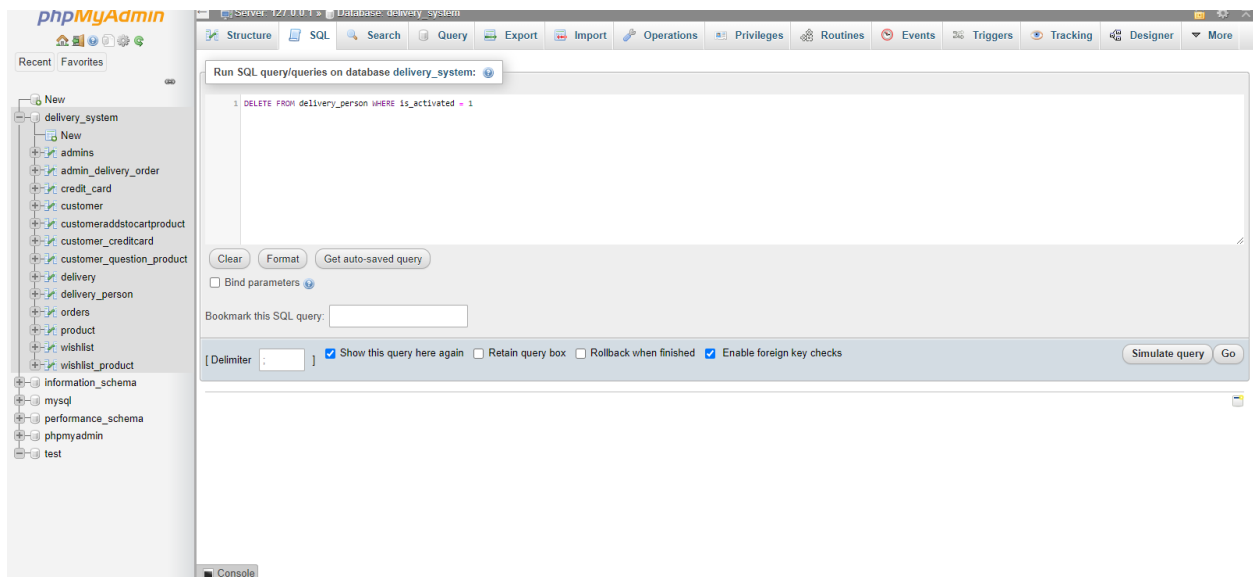 phpMyAdmin
Recent Favorites
New
delivery_system
New
admins
admin_delivery_order
credit_card
customer
customeraddstocartproduct
customer_creditcard
customer_question_product
delivery
delivery_person
orders
product
wishlist
wishlist_product
information_schema
mysql
performance_schema
phpmyadmin
test
Server: 127.0.0.1 » Database: delivery_system
Structure SQL Search Query Export Import Operations Privileges Routines Events Triggers Tracking Designer More
Run SQL query/queries on database delivery_system:
1 DELETE FROM delivery_person WHERE is_activated = 1
Clear Format Get auto-saved query
Bind parameters
Bookmark this SQL query:
[ Delimiter ; ] Show this query here again Retain query box Rollback when finished Enable foreign key checks Simulate query Go
Console